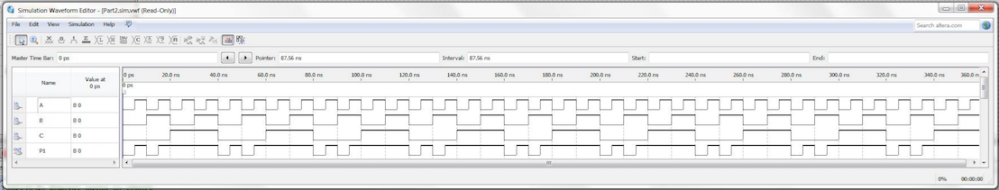 Simulation Waveform Editor - [Part2.sim.vwf (Read-Only)]
File Edit View Simulation Help
Search altera.com
Master Time Bar: 0 ps Pointer: 87.56 ns Interval: 87.56 ns Start: End:
Name Value at 0 ps
0 ps 20.0 ns 40.0 ns 60.0 ns 80.0 ns 100.0 ns 120.0 ns 140.0 ns 160.0 ns 180.0 ns 200.0 ns 220.0 ns 240.0 ns 260.0 ns 280.0 ns 300.0 ns 320.0 ns 340.0 ns 360.0 ns
0 ps
A B 0
B B 0
C B 0
P1 B 0
0% 00:00:00